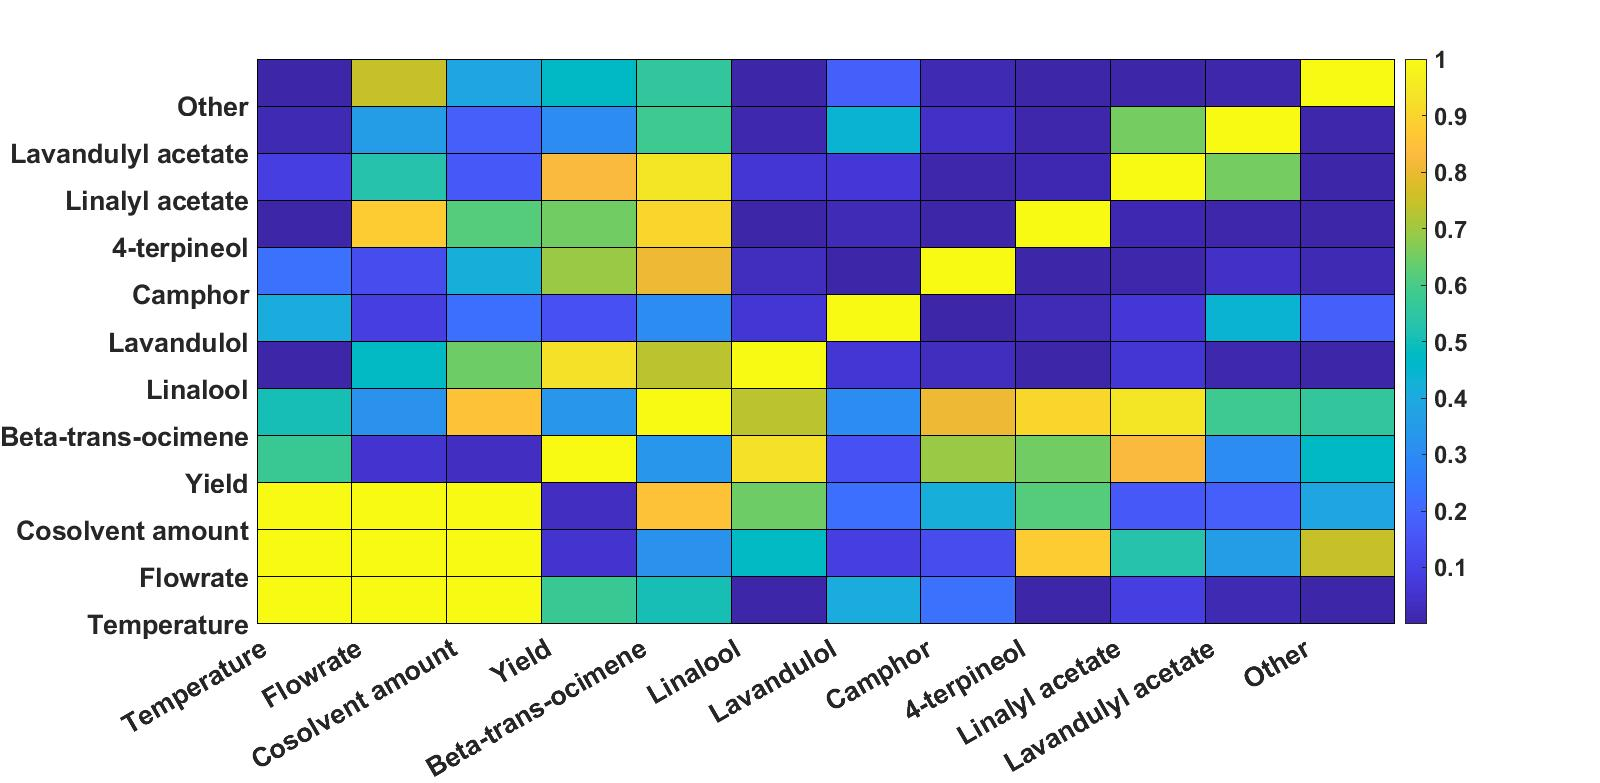 Other
Lavandulyl acetate
Linalyl acetate
4-terpineol
Camphor
Lavandulol
Linalool
Beta-trans-ocimene
Yield
Cosolvent amount
Flowrate
Temperature
Temperature
Flowrate
Cosolvent amount
Yield
Beta-trans-ocimene
Linalool
Lavandulol
Camphor
4-terpineol
Linalyl acetate
Lavandulyl acetate
Other
1
0.9
0.8
0.7
0.6
0.5
0.4
0.3
0.2
0.1